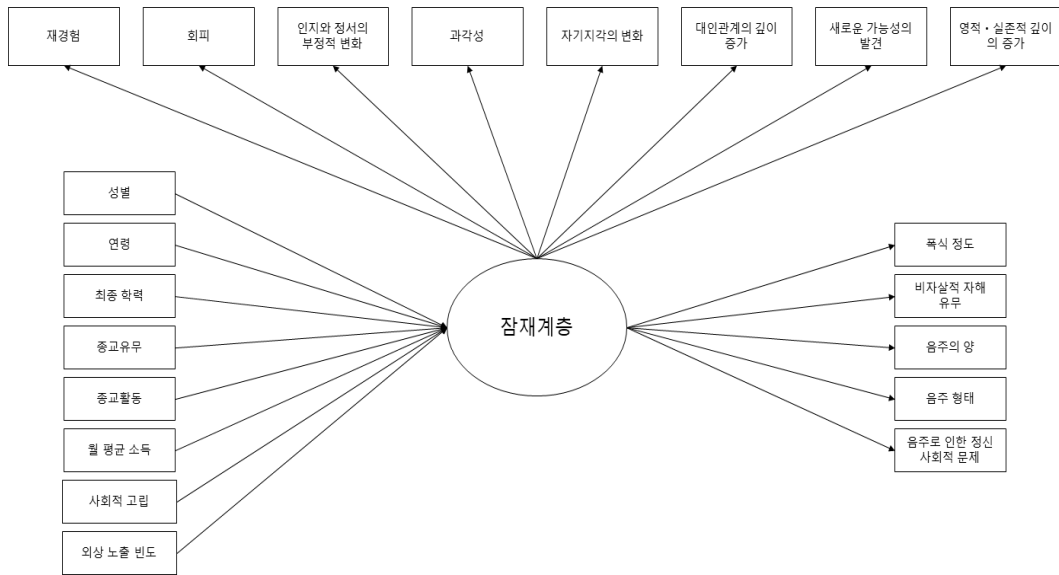 재경험
회피
인지와 정서의
부정적 변화
과각성
자기지각의 변화
대인관계의 깊이
증가
새로운 가능성의
발견
영적·실존적 깊이
의 증가
성별
연령
최종 학력
종교유무
종교활동
월 평균 소득
사회적 고립
외상 노출 빈도
잠재계층
폭식 정도
비자살적 자해
유무
음주의 양
음주 형태
음주로 인한 정신
사회적 문제